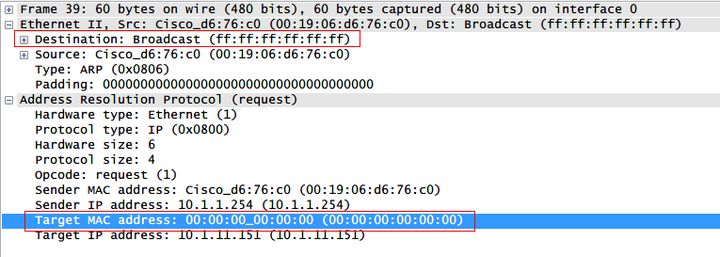 Frame 39: 60 bytes on wire (480 bits), 60 bytes captured (480 bits) on interface 0
Ethernet II, Src: Cisco_d6:76:c0 (00:19:06:d6:76:c0), Dst: Broadcast (ff:ff:ff:ff:ff:ff)
Destination: Broadcast (ff:ff:ff:ff:ff:ff)
Source: Cisco_d6:76:c0 (00:19:06:d6:76:c0)
Type: ARP (0x0806)
Padding: 000000000000000000000000000000000000
Address Resolution Protocol (request)
Hardware type: Ethernet (1)
Protocol type: IP (0x0800)
Hardware size: 6
Protocol size: 4
Opcode: request (1)
Sender MAC address: Cisco_d6:76:c0 (00:19:06:d6:76:c0)
Sender IP address: 10.1.1.254 (10.1.1.254)
Target MAC address: 00:00:00_00:00:00 (00:00:00:00:00:00)
Target IP address: 10.1.11.151 (10.1.11.151)